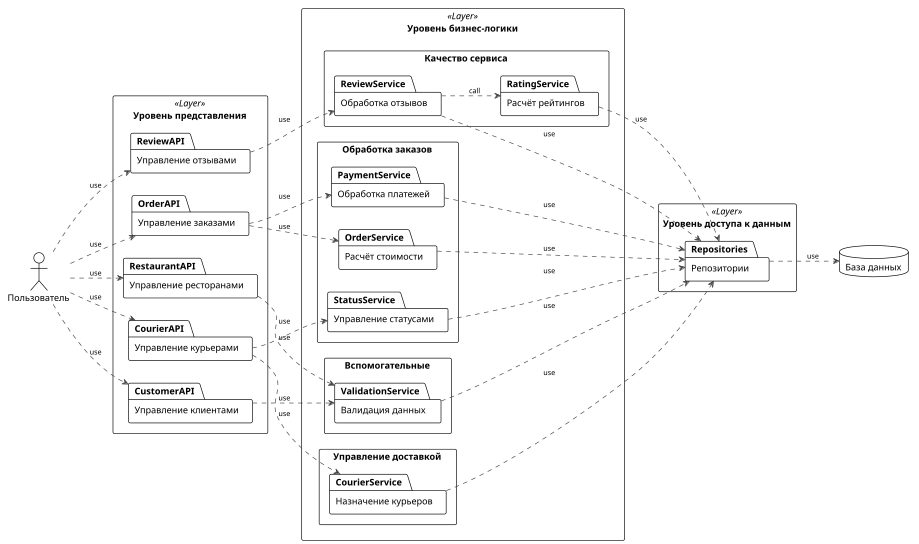 «Layer»
Уровень бизнес-логики
Качество сервиса
ReviewService
Обработка отзывов
call
RatingService
Расчёт рейтингов
«Layer»
Уровень представления
ReviewAPI
Управление отзывами
OrderAPI
Управление заказами
RestaurantAPI
Управление ресторанами
CourierAPI
Управление курьерами
CustomerAPI
Управление клиентами
Пользователь
use
use
use
use
use
use
use
use
use
use
use
use
Обработка заказов
PaymentService
Обработка платежей
OrderService
Расчёт стоимости
StatusService
Управление статусами
Вспомогательные
ValidationService
Валидация данных
Управление доставкой
CourierService
Назначение курьеров
use
use
use
use
use
use
use
«Layer»
Уровень доступа к данным
Repositories
Репозитории
use
База данных